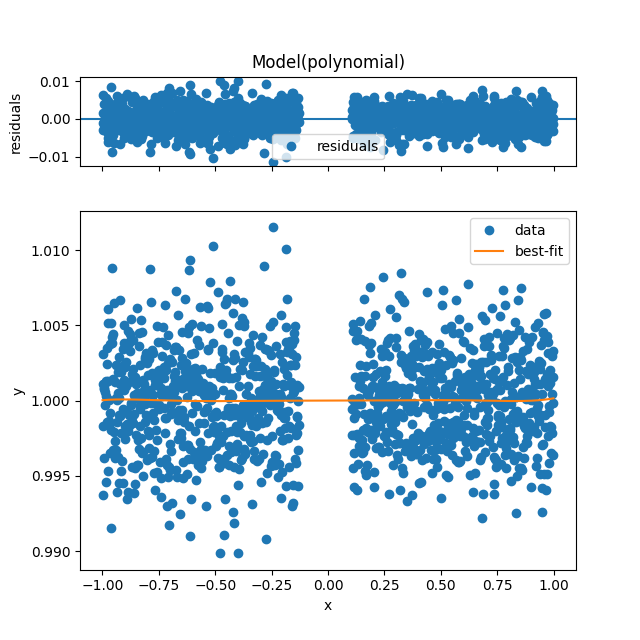 Model(polynomial)
0.01
0.00
−0.01
residuals
residuals
1.010
1.005
1.000
0.995
0.990
y
data
best-fit
−1.00 −0.75 −0.50 −0.25 0.00 0.25 0.50 0.75 1.00
x